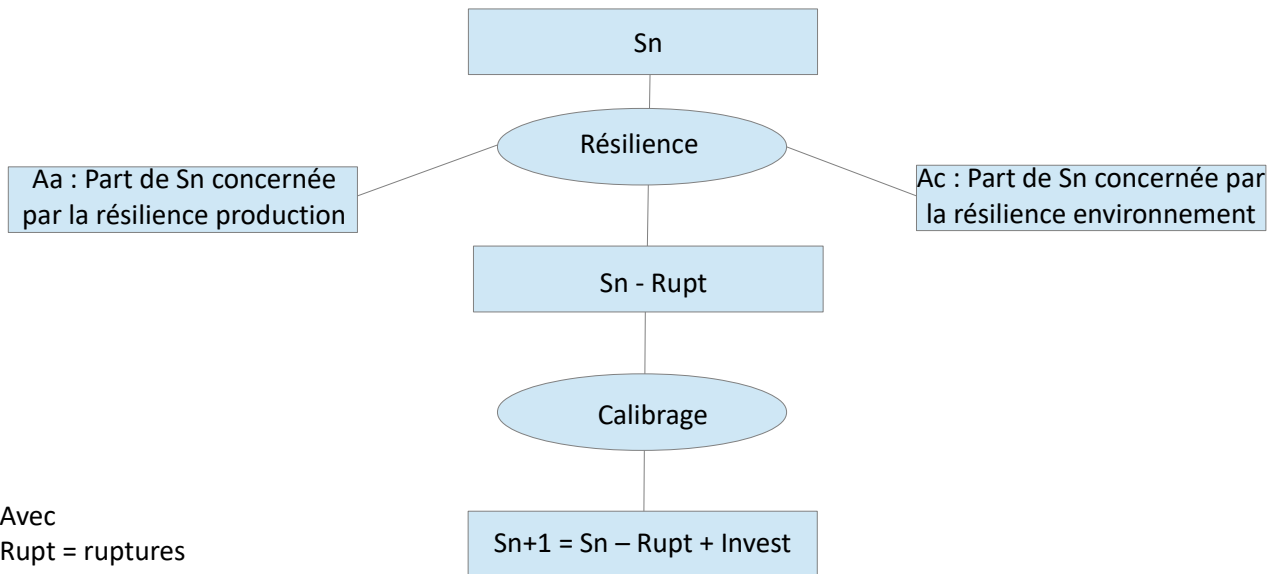 Sn
Résilience
Aa : Part de Sn concernée
par la résilience production
Ac : Part de Sn concernée par
la résilience environnement
Sn - Rupt
Calibrage
Avec
Rupt = ruptures
Sn+1 = Sn – Rupt + Invest